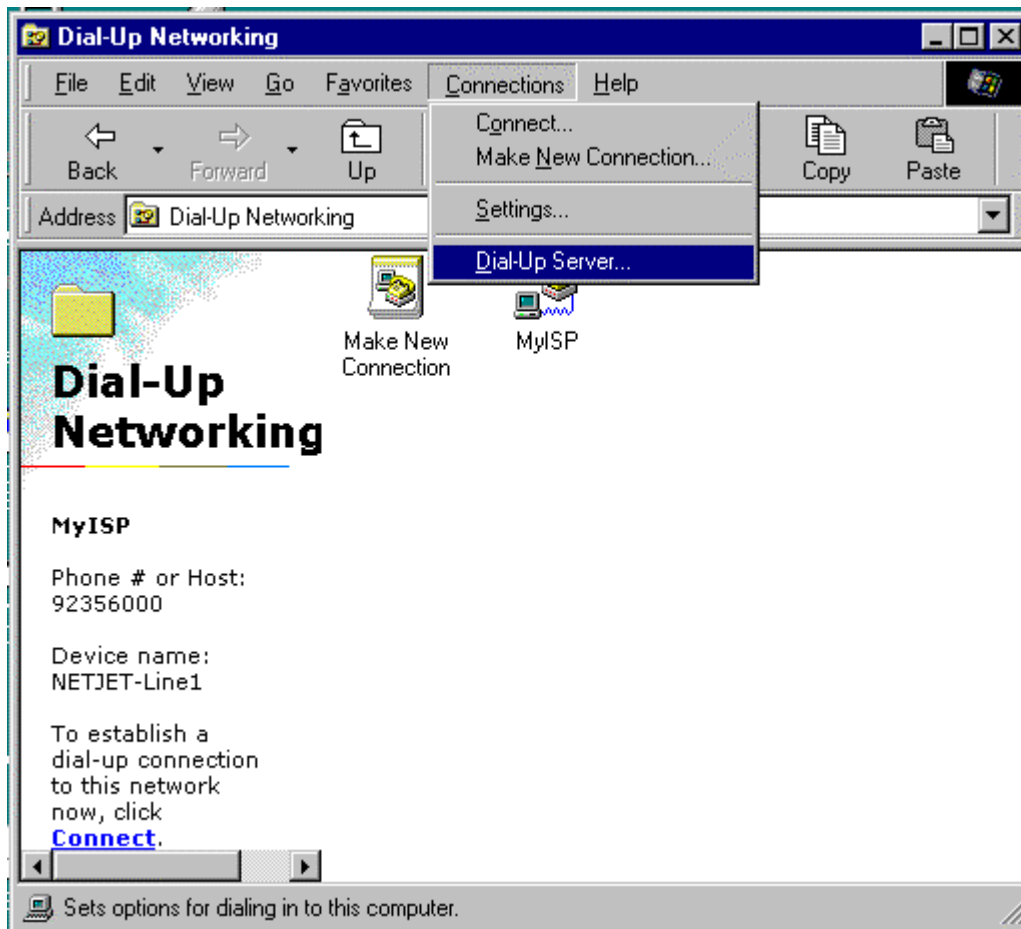 Dial-Up Networking
File Edit View Go Favorites Connections Help
Back Forward Up Copy Paste
Connect...
Make New Connection...
Settings...
Dial-Up Server...
Address Dial-Up Networking
Make New
Connection
MyISP
Dial-Up
Networking
MyISP
Phone # or Host:
92356000
Device name:
NETJET-Line1
To establish a
dial-up connection
to this network
now, click
Connect.
Sets options for dialing in to this computer.